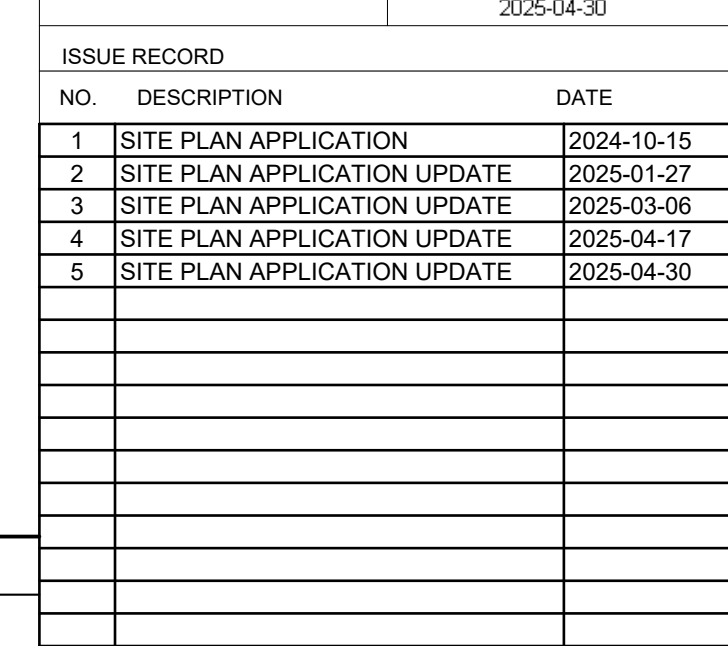 2025-04-30
ISSUE RECORD
NO. DESCRIPTION DATE
1 SITE PLAN APPLICATION 2024-10-15
2 SITE PLAN APPLICATION UPDATE 2025-01-27
3 SITE PLAN APPLICATION UPDATE 2025-03-06
4 SITE PLAN APPLICATION UPDATE 2025-04-17
5 SITE PLAN APPLICATION UPDATE 2025-04-30